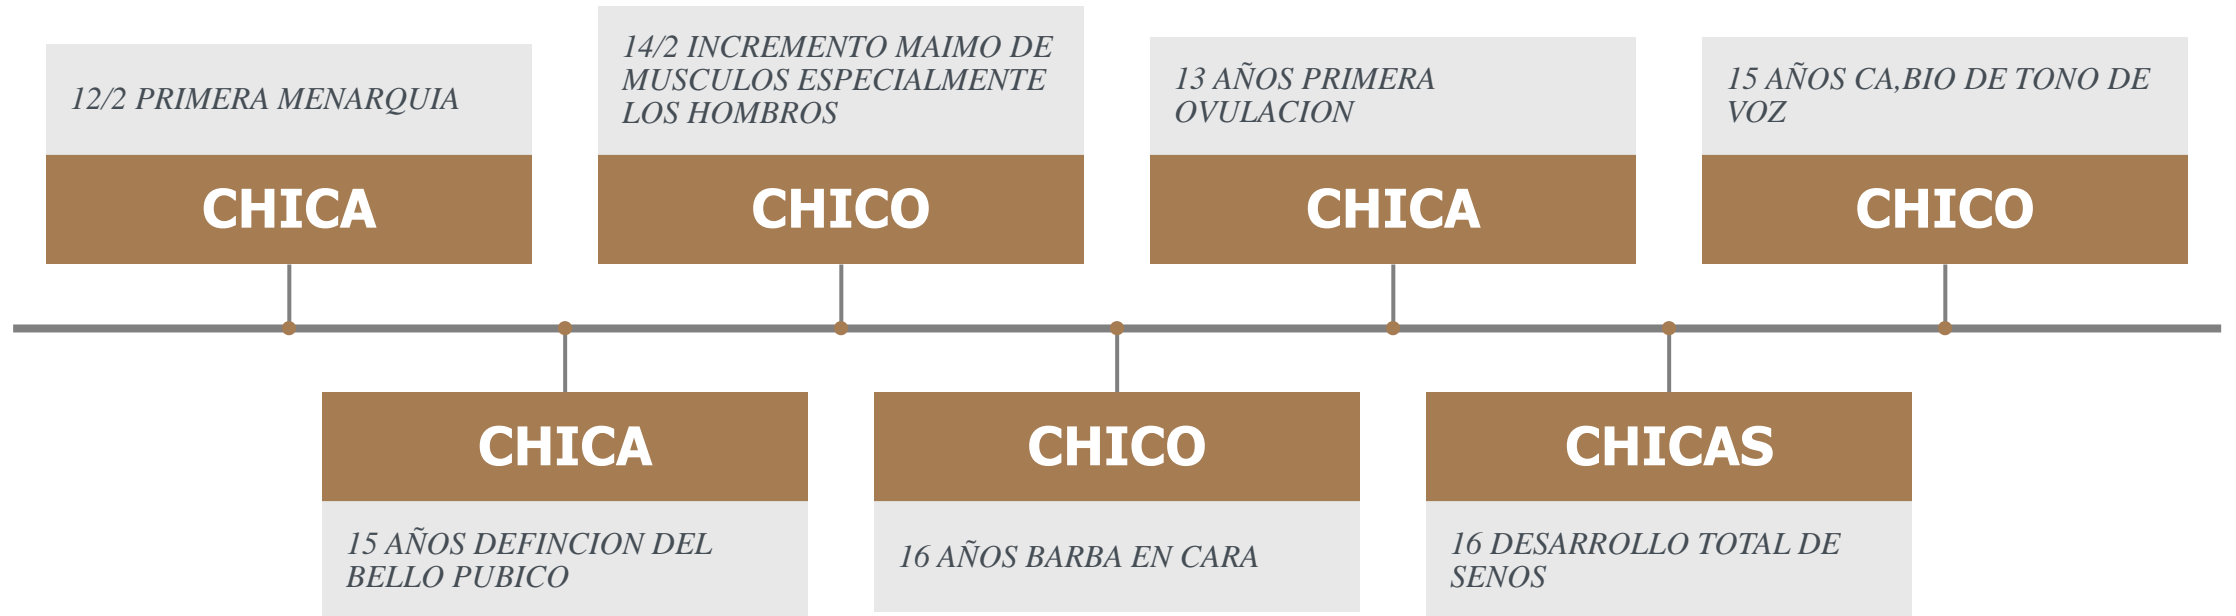 12/2 PRIMERA MENARQUIA
CHICA
14/2 INCREMENTO MAIMO DE
MUSCULOS ESPECIALMENTE
LOS HOMBROS
CHICO
13 AÑOS PRIMERA
OVULACION
CHICA
15 AÑOS CA,BIO DE TONO DE
VOZ
CHICO
CHICA
15 AÑOS DEFINCION DEL
BELLO PUBICO
CHICO
16 AÑOS BARBA EN CARA
CHICAS
16 DESARROLLO TOTAL DE
SENOS